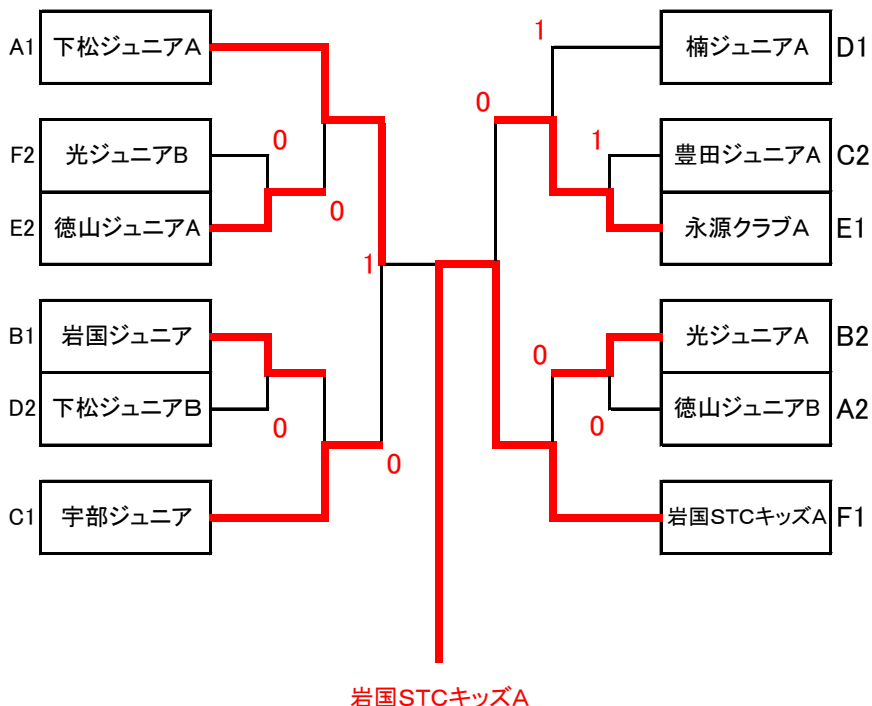 A1 下松ジュニアA
F2 光ジュニアB
E2 徳山ジュニアA
B1 岩国ジュニア
D2 下松ジュニアB
C1 宇部ジュニア
0
0
1
0
0
1
0
1
0
0
楠ジュニアA D1
豊田ジュニアA C2
永源クラブA E1
光ジュニアA B2
徳山ジュニアB A2
岩国STCキッズA F1
岩国STCキッズA